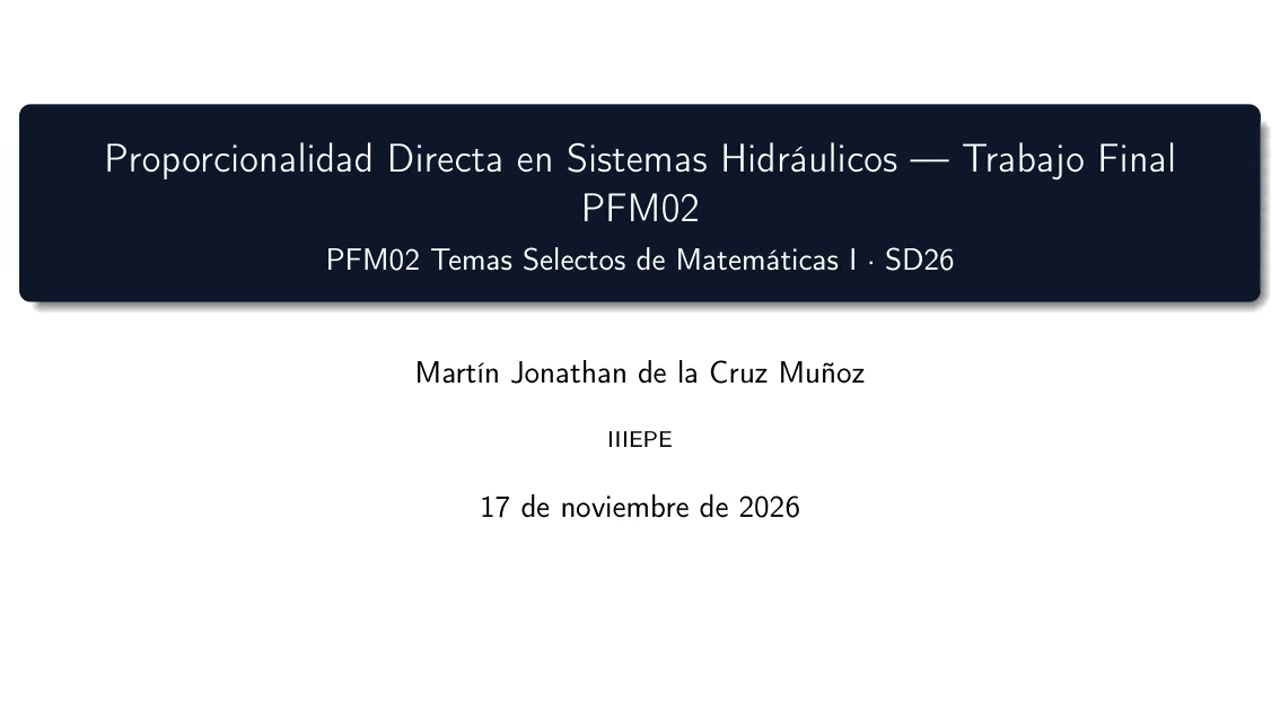 Proporcionalidad Directa en Sistemas Hidráulicos — Trabajo Final
PFM02
PFM02 Temas Selectos de Matemáticas I · SD26
Martín Jonathan de la Cruz Muñoz
IIIEPE
17 de noviembre de 2026